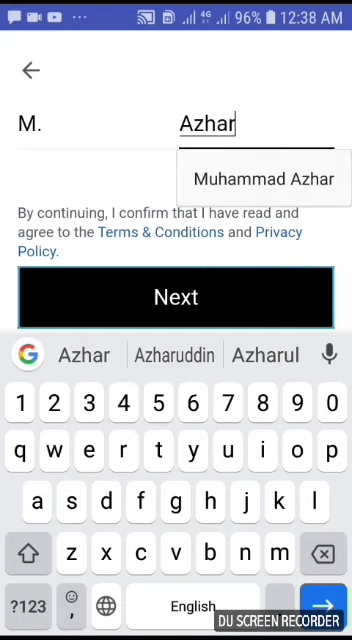 4G 96% 12:38 AM
M. Azhar
Muhammad Azhar
By continuing, I confirm that I have read and
agree to the Terms & Conditions and Privacy
Policy.
Next
G Azhar Azharuddin Azharul
1 2 3 4 5 6 7 8 9 0
q w e r t y u i o p
a s d f g h j k l
z x c v b n m
?123 , English
DU SCREEN RECORDER